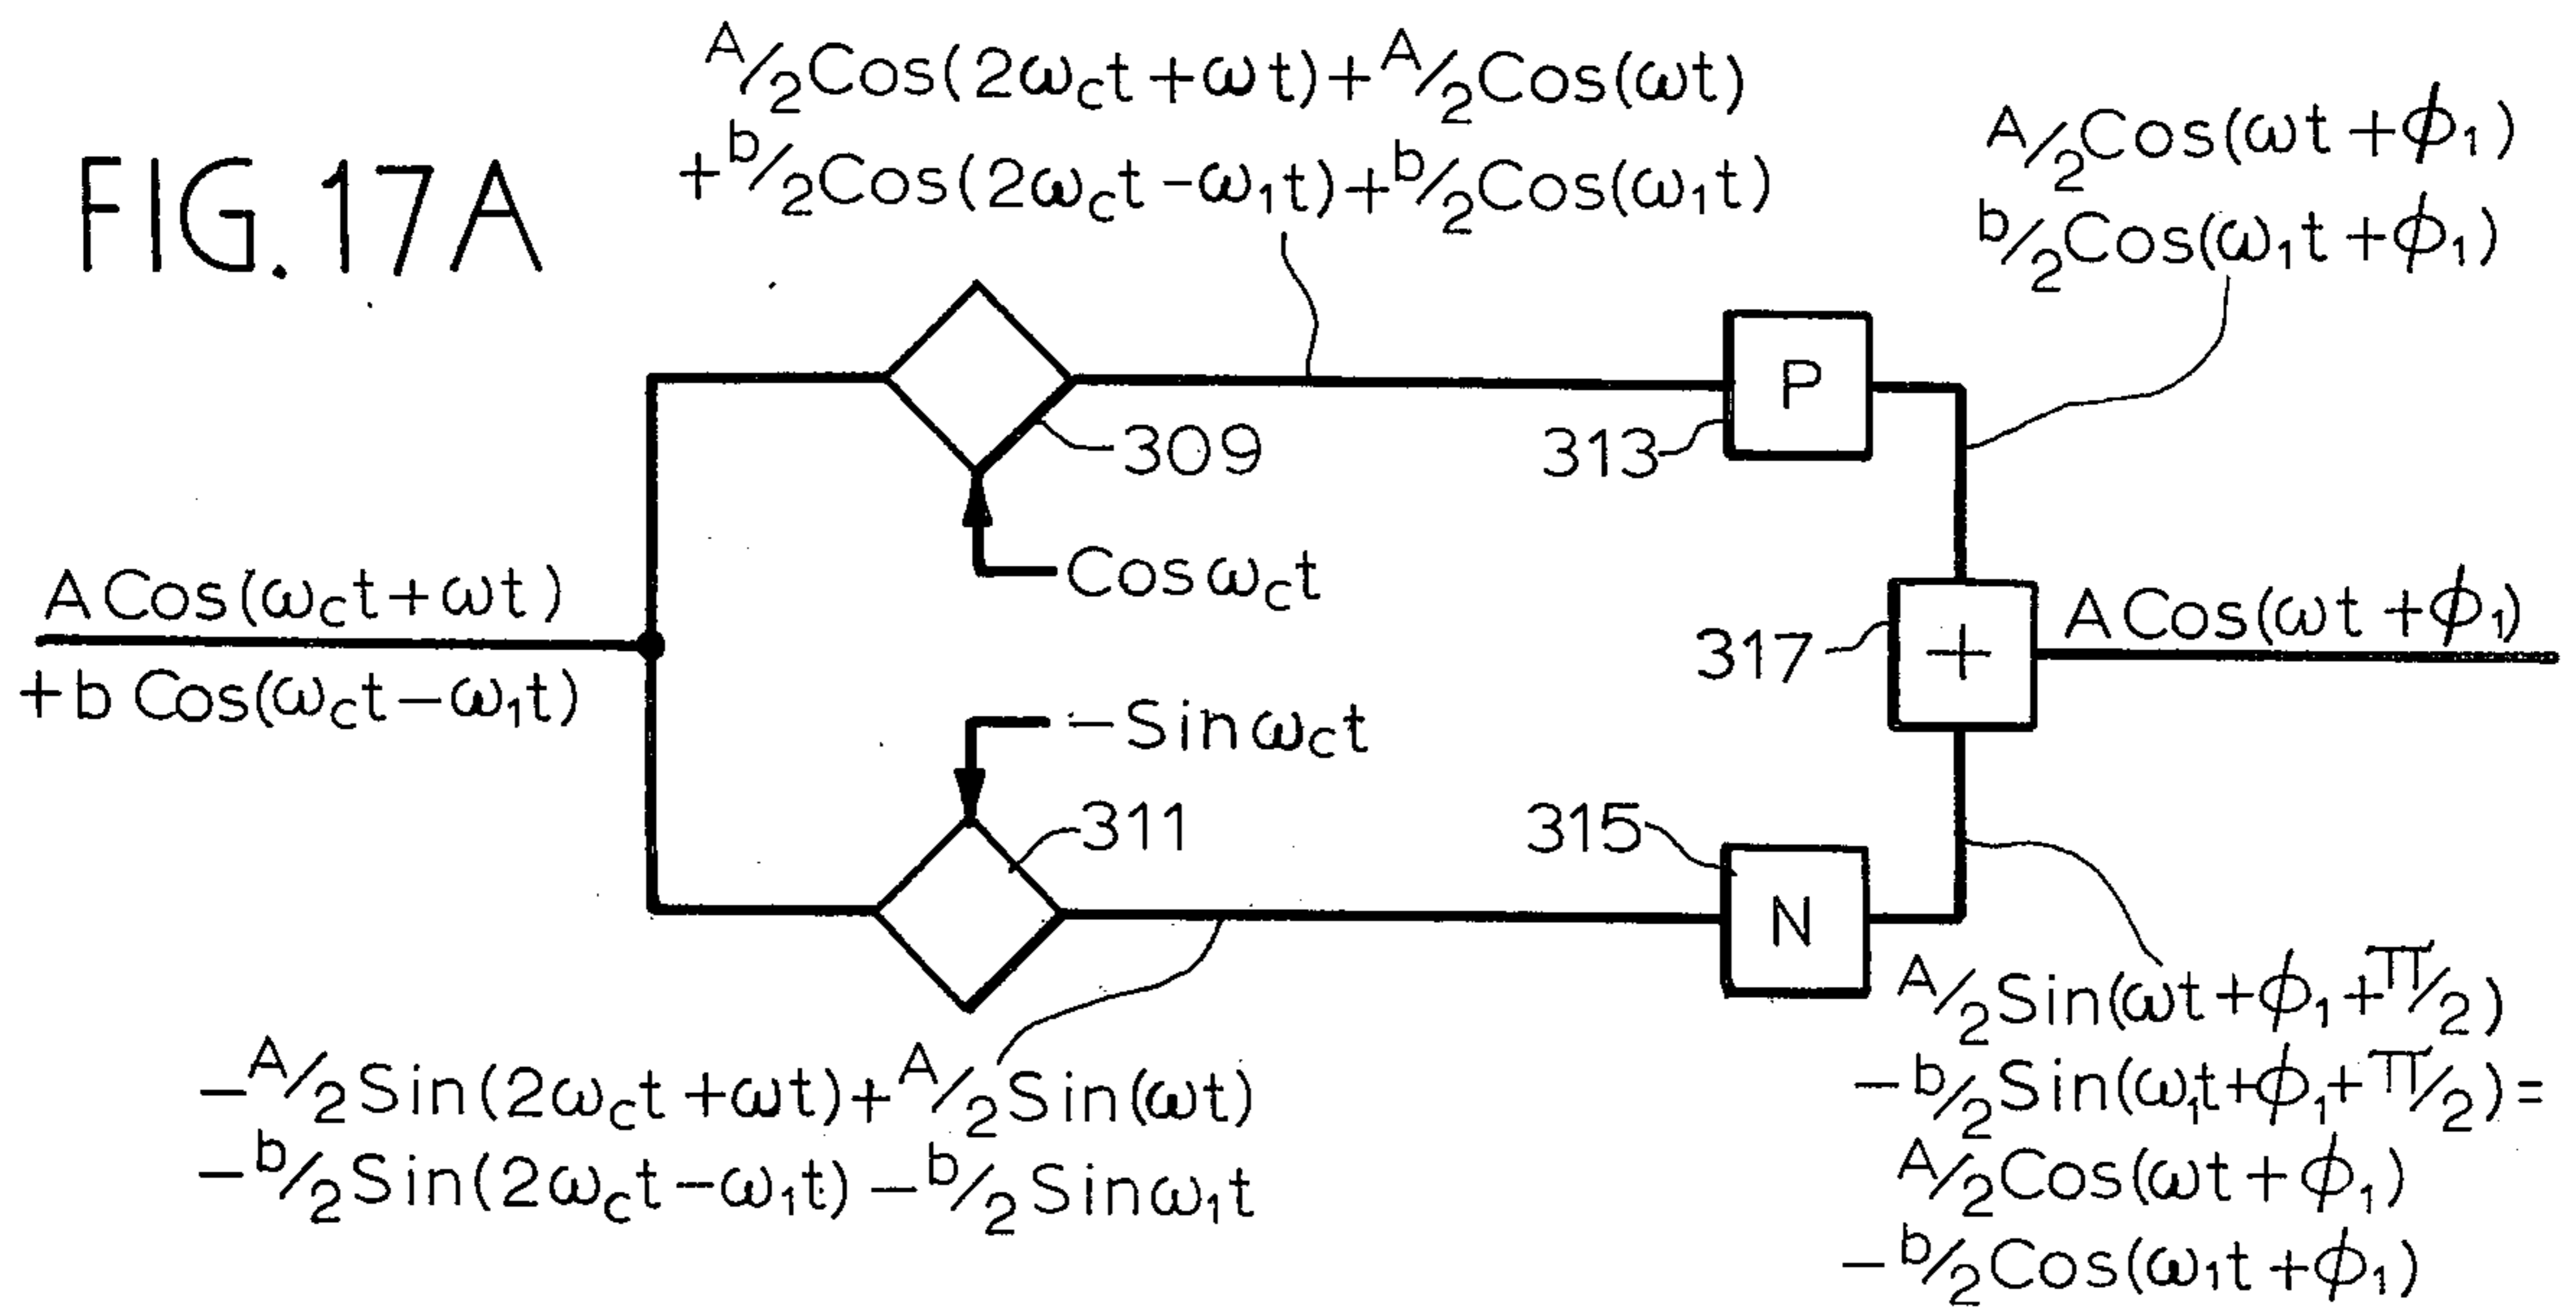 FIG. 17A
A/2Cos(2ωct+ωt)+A/2Cos(ωt)
+b/2Cos(2ωct-ω1t)+b/2Cos(ω1t)
A/2Cos(ωt+ϕ1)
b/2Cos(ω1t+ϕ1)
P
309
313
Cosωct
ACos(ωct+ωt)
+b Cos(ωct-ω1t)
317
+
ACos(ωt+ϕ1)
-Sinωct
311
315
N
-A/2Sin(2ωct+ωt)+A/2Sin(ωt)
-b/2Sin(2ωct-ω1t)-b/2Sinω1t
A/2Sin(ωt+ϕ1+π/2)
-b/2Sin(ω1t+ϕ1+π/2)=
A/2Cos(ωt+ϕ1)
-b/2Cos(ω1t+ϕ1)